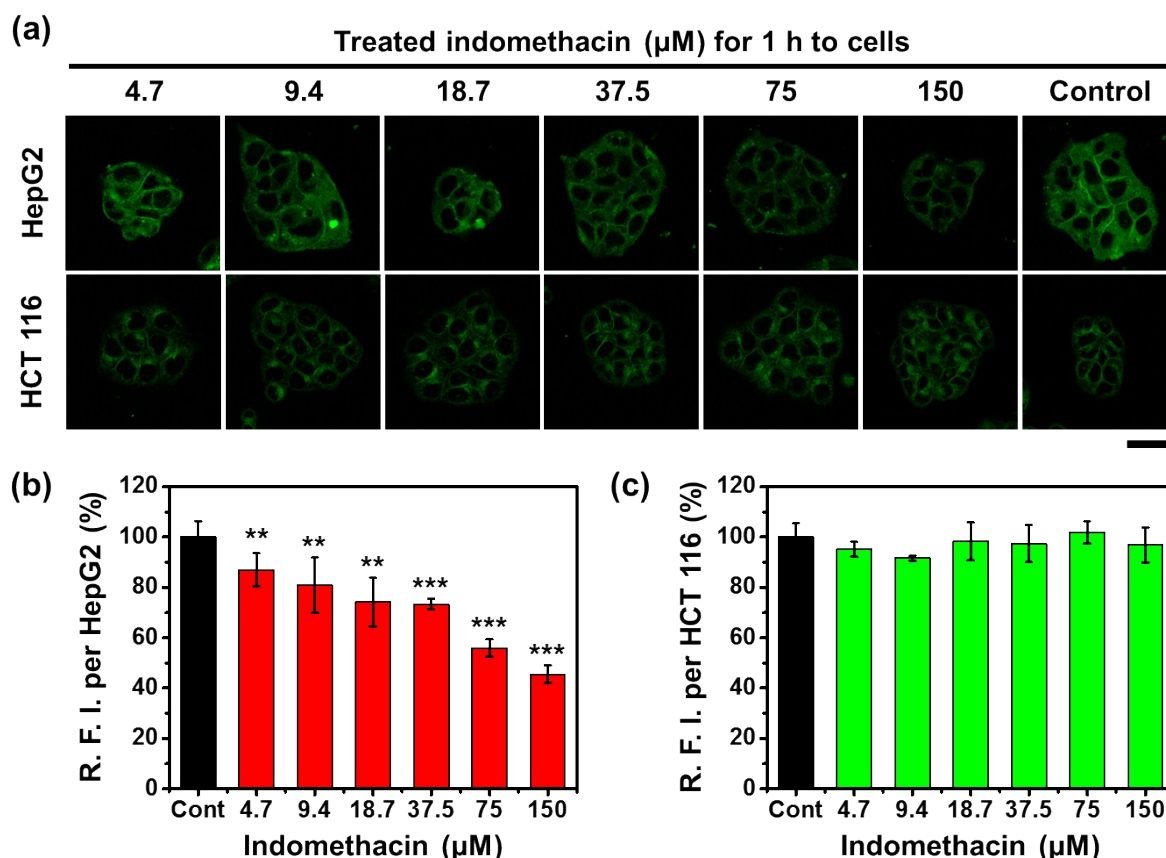 (a)
Treated indomethacin (µM) for 1 h to cells
4.7 9.4 18.7 37.5 75 150 Control
HepG2
HCT 116
(b)
R. F. I. per HepG2 (%)
120
100
80
60
40
20
0
** ** ** *** *** ***
Cont 4.7 9.4 18.7 37.5 75 150
Indomethacin (µM)
(c)
R. F. I. per HCT 116 (%)
120
100
80
60
40
20
0
Cont 4.7 9.4 18.7 37.5 75 150
Indomethacin (µM)